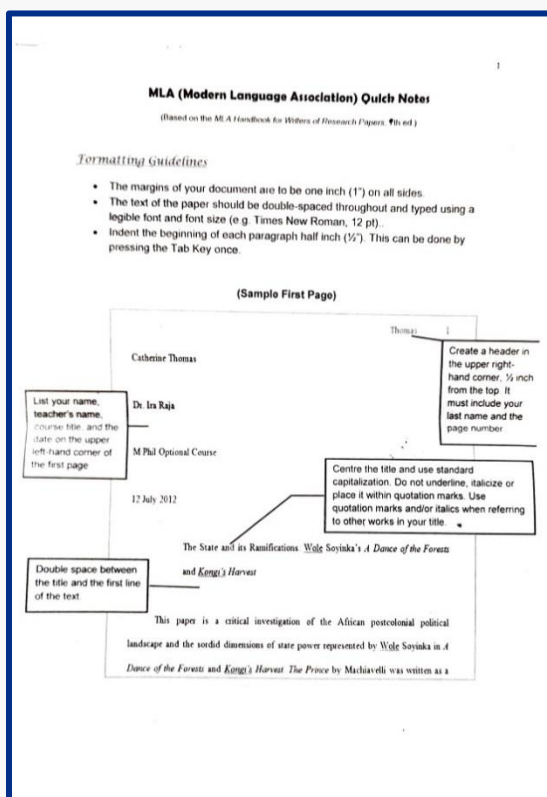 1
MLA (Modern Language Association) Quick Notes
(Based on the MLA Handbook for Writers of Research Papers, th ed.)
Formatting Guidelines
• The margins of your document are to be one inch (1") on all sides.
• The text of the paper should be double-spaced throughout and typed using a
legible font and font size (e.g. Times New Roman, 12 pt)..
• Indent the beginning of each paragraph half inch (½"). This can be done by
pressing the Tab Key once.
(Sample First Page)
Thomas 1
Create a header in
the upper right-
hand corner, ½ inch
from the top. It
must include your
last name and the
page number
Catherine Thomas
List your name,
teacher's name,
course title, and the
date on the upper
left-hand corner of
the first page
Dr. Ira Raja
M Phil Optional Course
Centre the title and use standard
capitalization. Do not underline, italicize or
place it within quotation marks. Use
quotation marks and/or italics when referring
to other works in your title.
12 July 2012
The State and its Ramifications: Wole Soyinka's A Dance of the Forests
and Kongi's Harvest
Double space between
the title and the first line
of the text.
This paper is a critical investigation of the African postcolonial political
landscape and the sordid dimensions of state power represented by Wole Soyinka in A
Dance of the Forests and Kongi's Harvest The Prince by Machiavelli was written as a